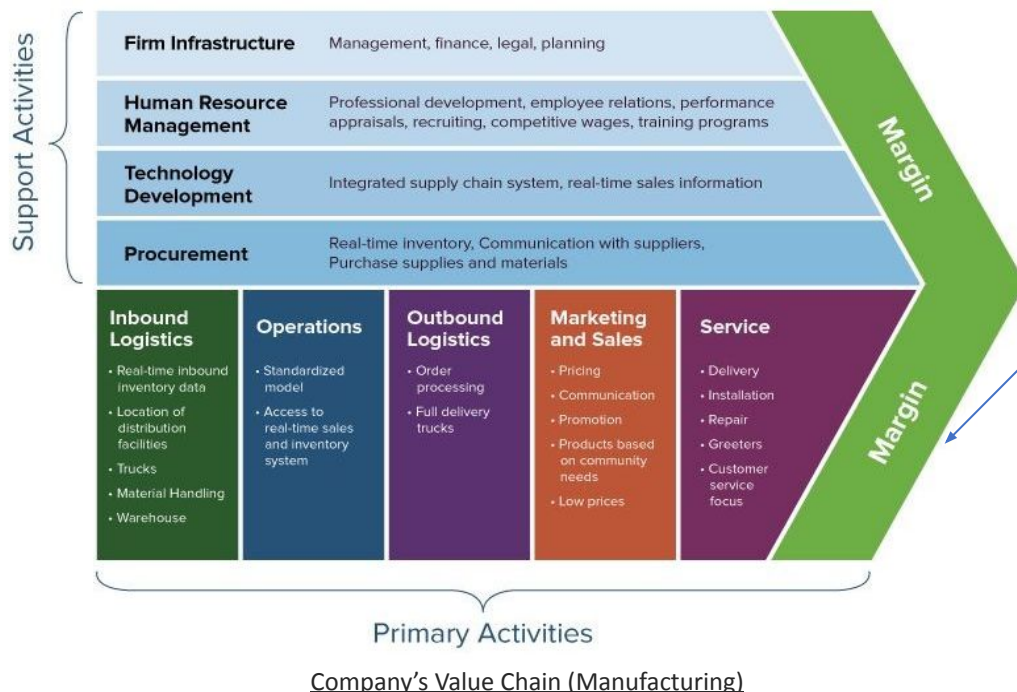 Support Activities
Firm Infrastructure
Management, finance, legal, planning
Human Resource
Management
Professional development, employee relations, performance
appraisals, recruiting, competitive wages, training programs
Technology
Development
Integrated supply chain system, real-time sales information
Procurement
Real-time inventory, Communication with suppliers,
Purchase supplies and materials
Margin
Inbound
Logistics
• Real-time inbound
inventory data
• Location of
distribution
facilities
• Trucks
• Material Handling
• Warehouse
Operations
• Standardized
model
• Access to
real-time sales
and inventory
system
Outbound
Logistics
• Order
processing
• Full delivery
trucks
Marketing
and Sales
• Pricing
• Communication
• Promotion
• Products based
on community
needs
• Low prices
Service
• Delivery
• Installation
• Repair
• Greeters
• Customer
service
focus
Margin
Primary Activities
Company’s Value Chain (Manufacturing)